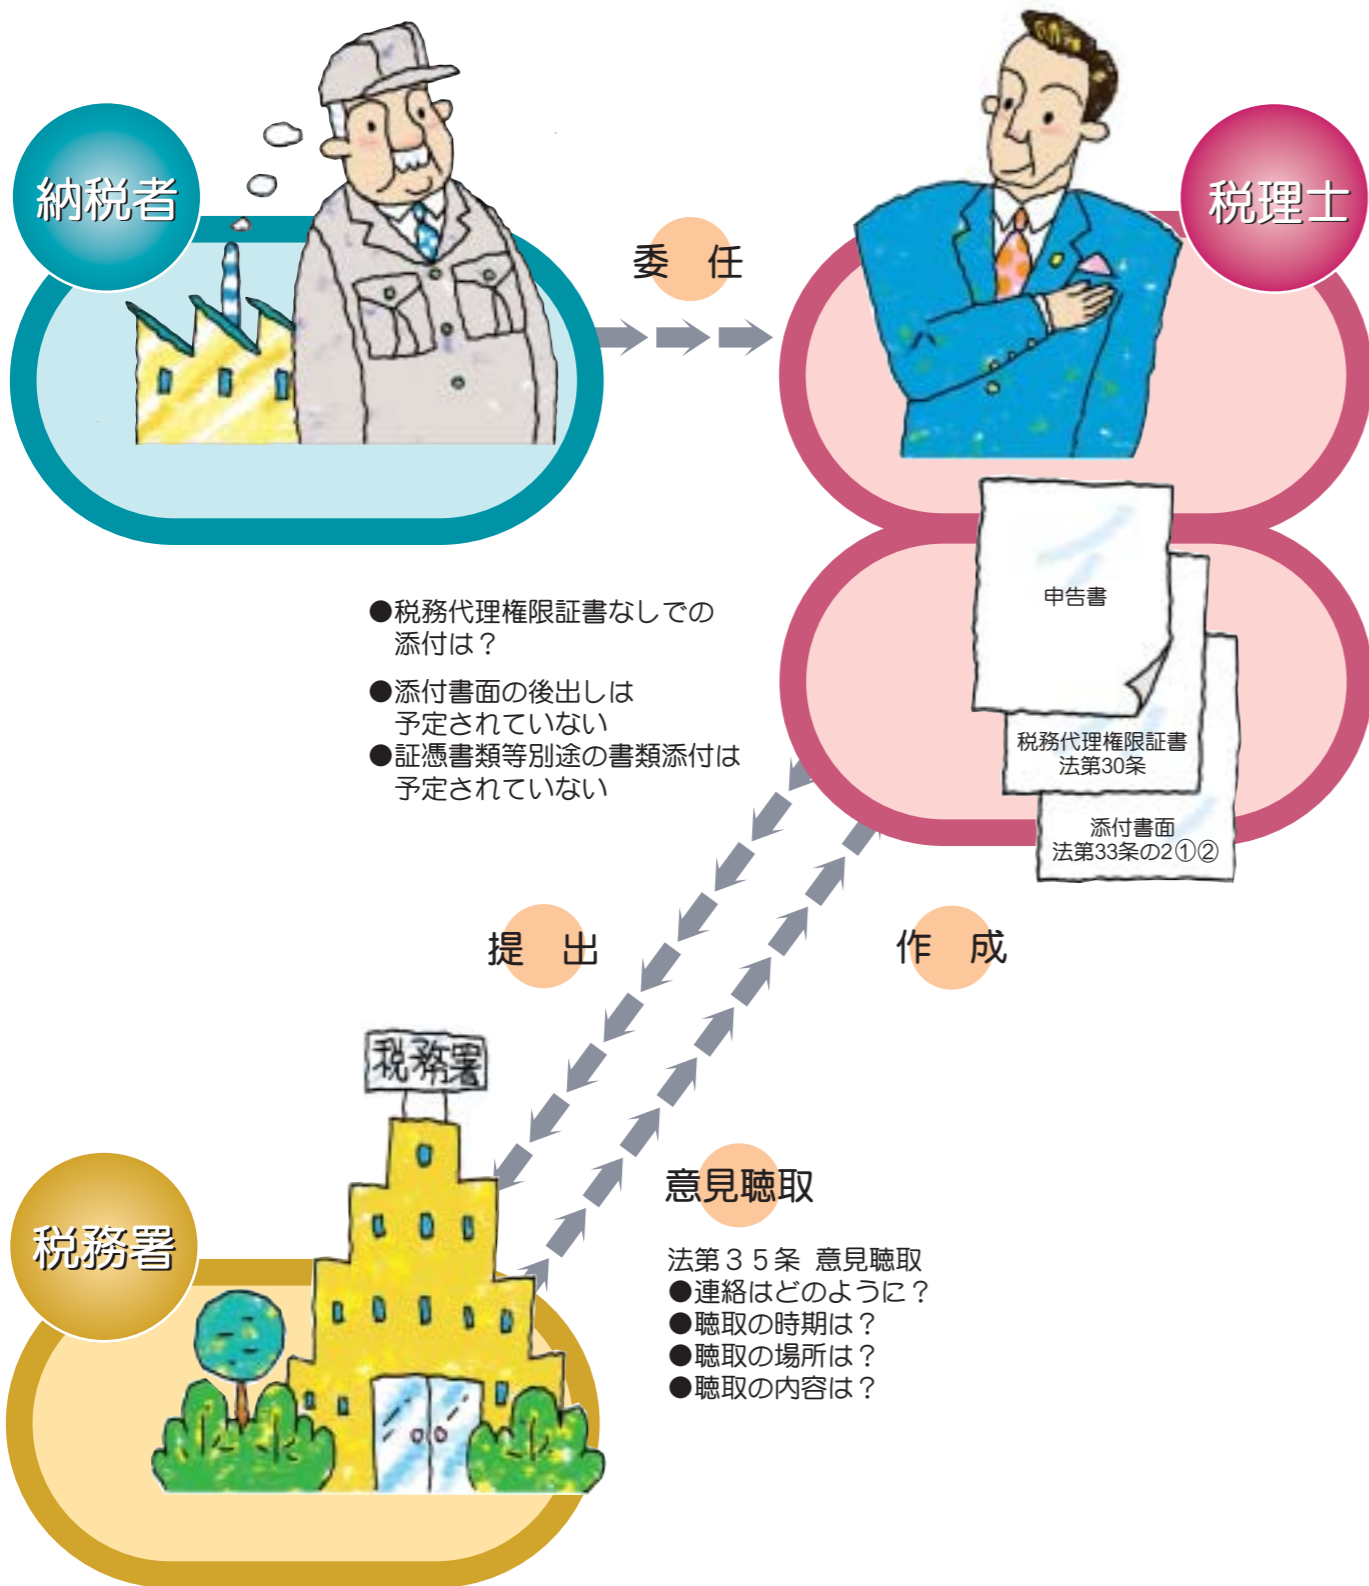 納税者
税理士
委　任
申告書
税務代理権限証書
法第30条
添付書面
法第33条の2①②
●税務代理権限証書なしでの
添付は？
●添付書面の後出しは
予定されていない
●証憑書類等別途の書類添付は
予定されていない
提　出
作　成
税務署
税務署
意見聴取
法第３５条 意見聴取
●連絡はどのように？
●聴取の時期は？
●聴取の場所は？
●聴取の内容は？